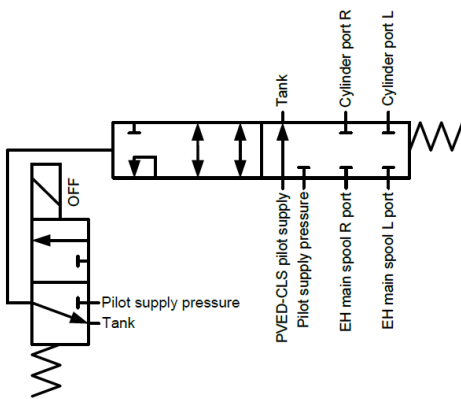 Tank
Cylinder port R
Cylinder port L
OFF
PVED-CLS pilot supply
Pilot supply pressure
EH main spool R port
EH main spool L port
Pilot supply pressure
Tank